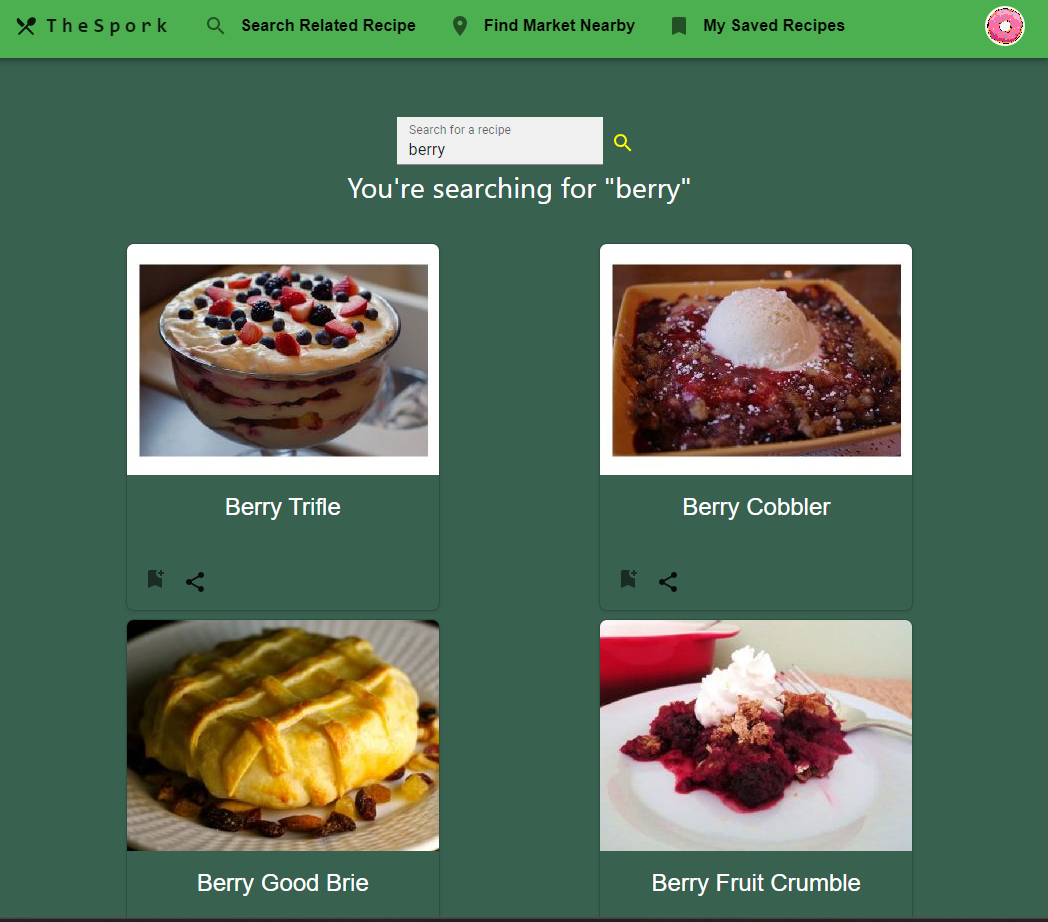 TheSpork Search Related Recipe Find Market Nearby My Saved Recipes
Search for a recipe
berry
You're searching for "berry"
Berry Trifle Berry Cobbler
Berry Good Brie Berry Fruit Crumble